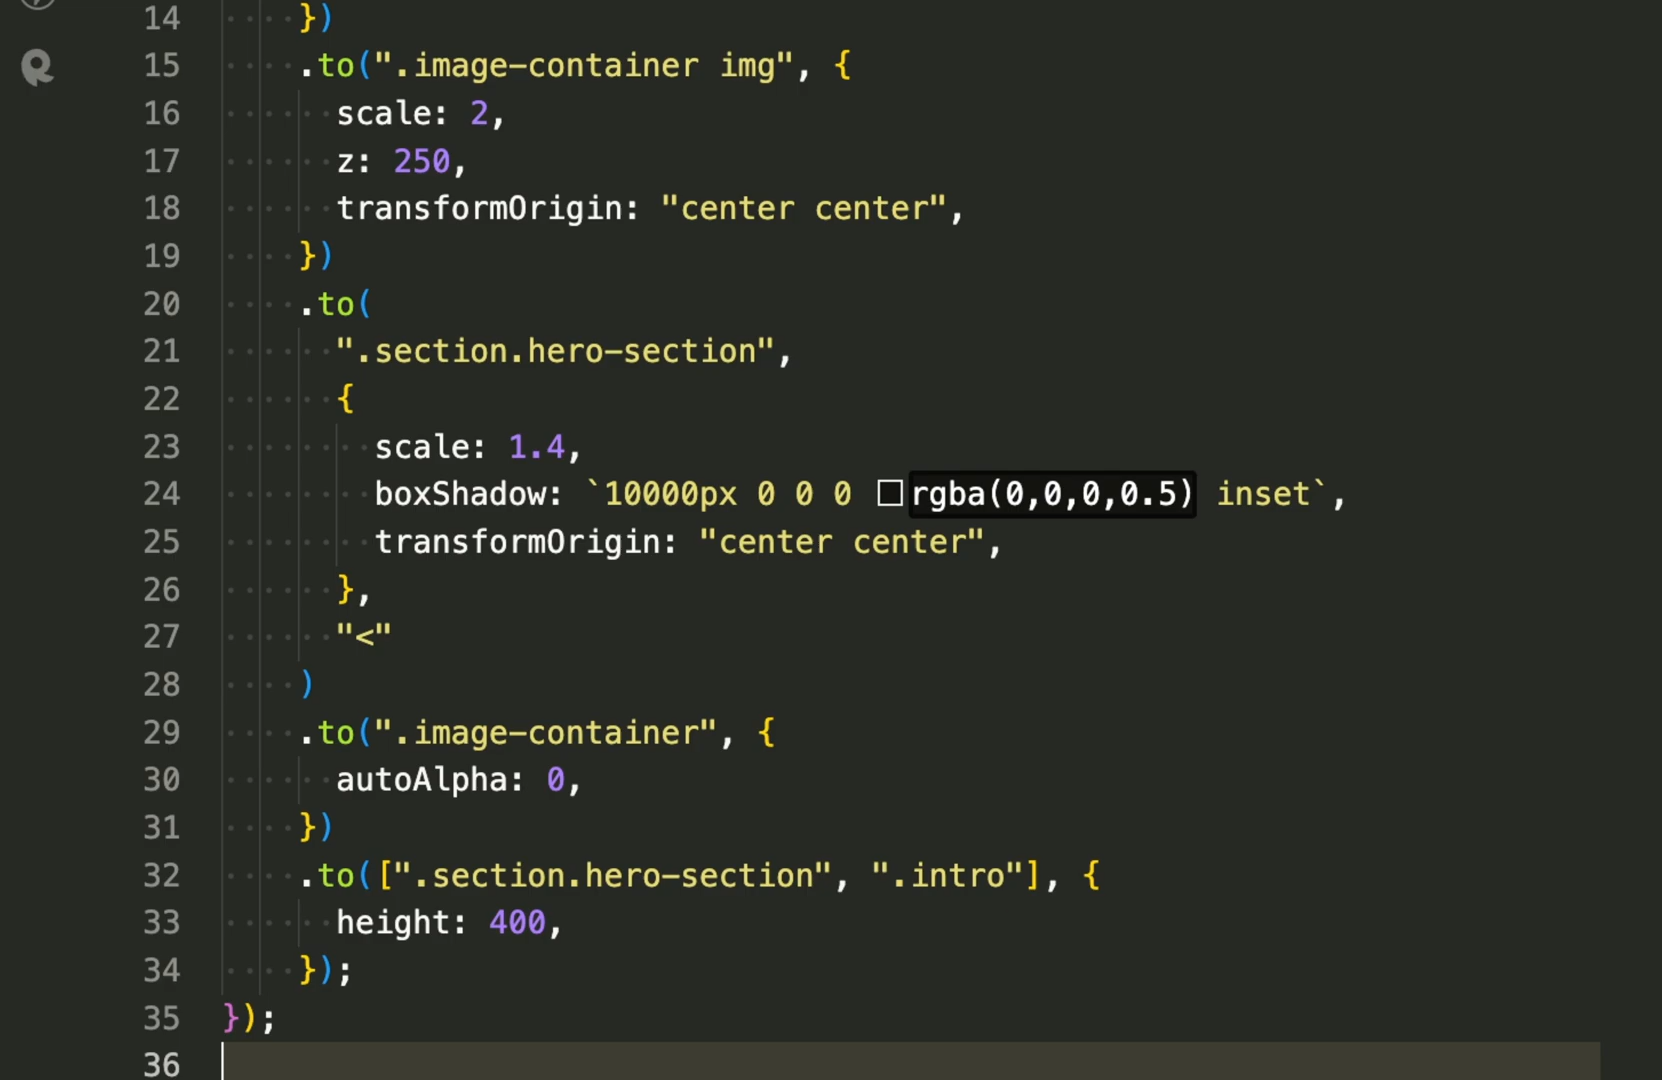 14 })
15 .to(".image-container img", {
16 scale: 2,
17 z: 250,
18 transformOrigin: "center center",
19 })
20 .to(
21 ".section.hero-section",
22 {
23 scale: 1.4,
24 boxShadow: `10000px 0 0 0 rgba(0,0,0,0.5) inset`,
25 transformOrigin: "center center",
26 },
27 "<"
28 )
29 .to(".image-container", {
30 autoAlpha: 0,
31 })
32 .to([".section.hero-section", ".intro"], {
33 height: 400,
34 });
35 });
36